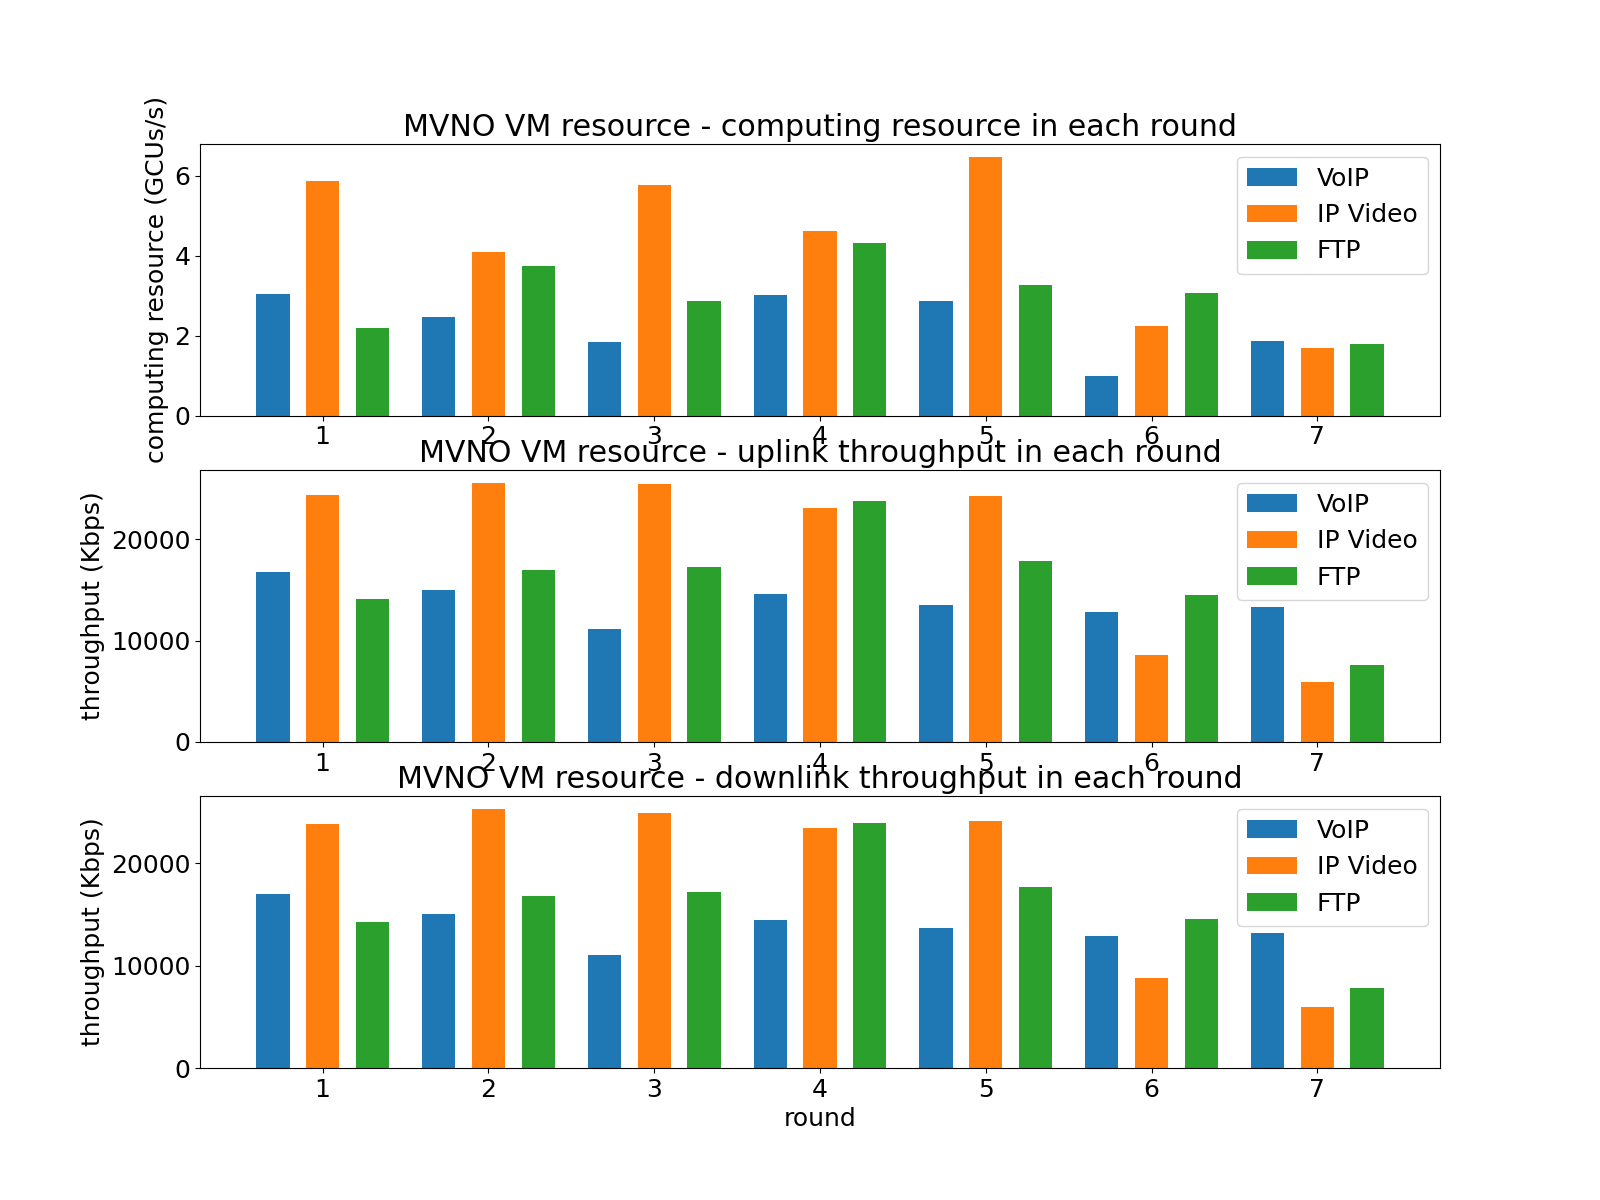 MVNO VM resource - computing resource in each round
computing resource (GCUs/s)
6
4
2
0
VoIP
IP Video
FTP
1 2 3 4 5 6 7
MVNO VM resource - uplink throughput in each round
throughput (Kbps)
20000
10000
0
VoIP
IP Video
FTP
1 2 3 4 5 6 7
MVNO VM resource - downlink throughput in each round
throughput (Kbps)
20000
10000
0
VoIP
IP Video
FTP
1 2 3 4 5 6 7
round